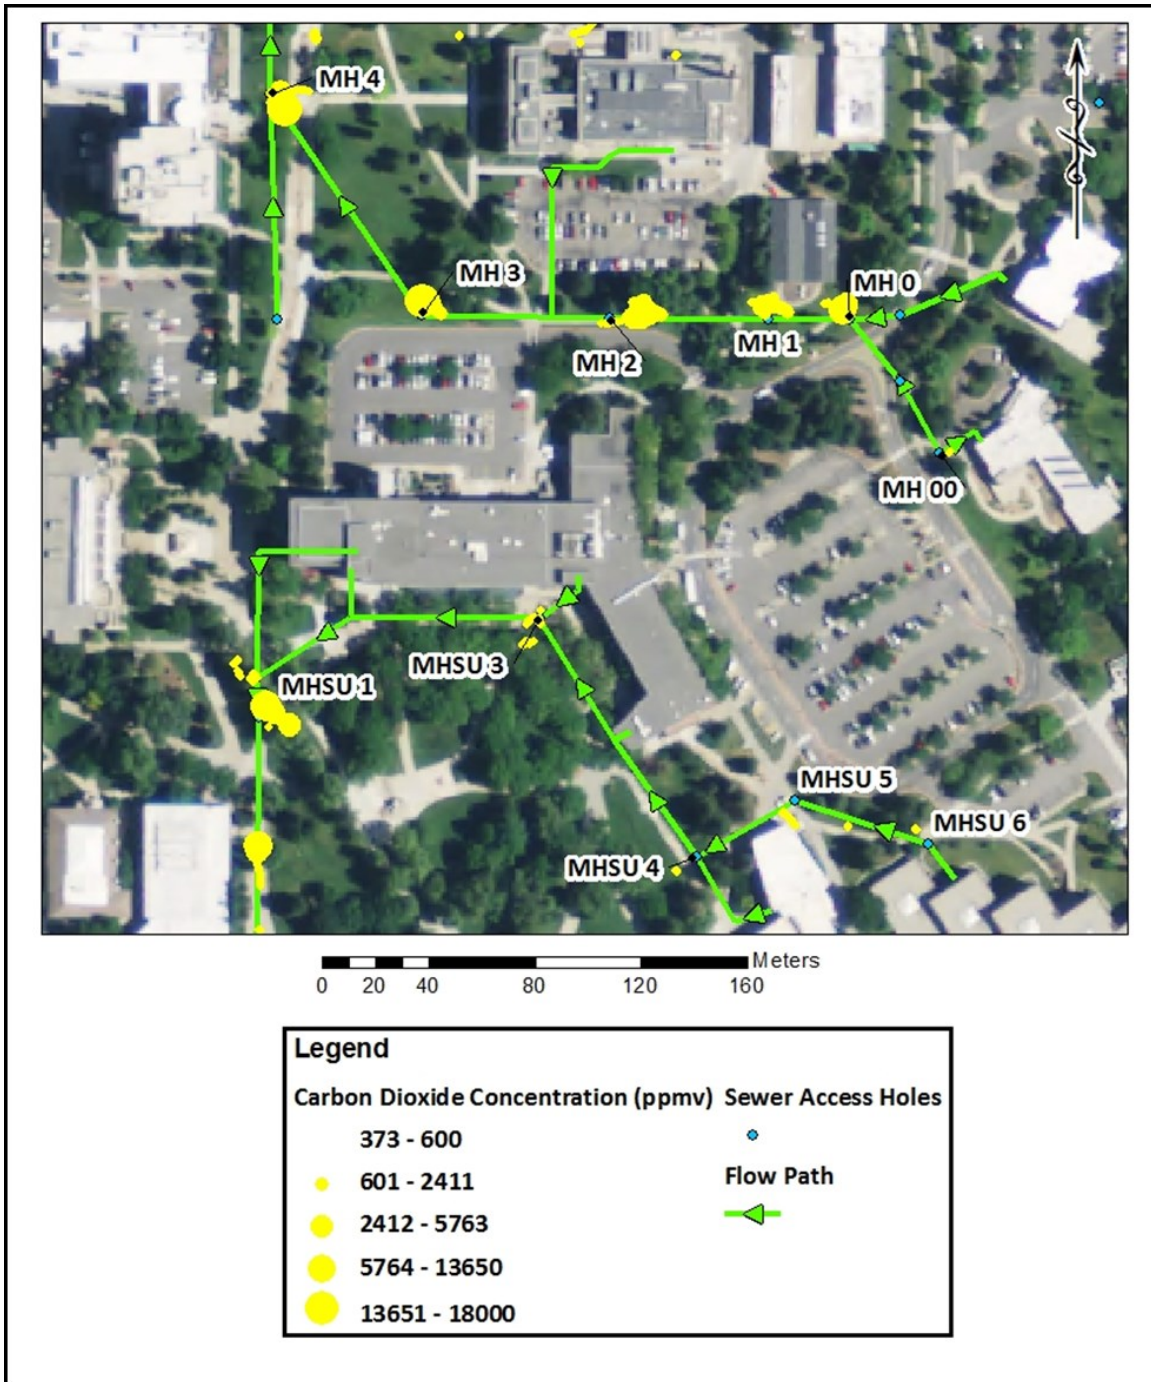 MH 4
MH 3
MH 0
MH 2
MH 1
MH 00
MHSU 3
MHSU 1
MHSU 5
MHSU 6
MHSU 4
Meters
0 20 40 80 120 160
Legend
Carbon Dioxide Concentration (ppmv) Sewer Access Holes
373 - 600
601 - 2411
Flow Path
2412 - 5763
5764 - 13650
13651 - 18000